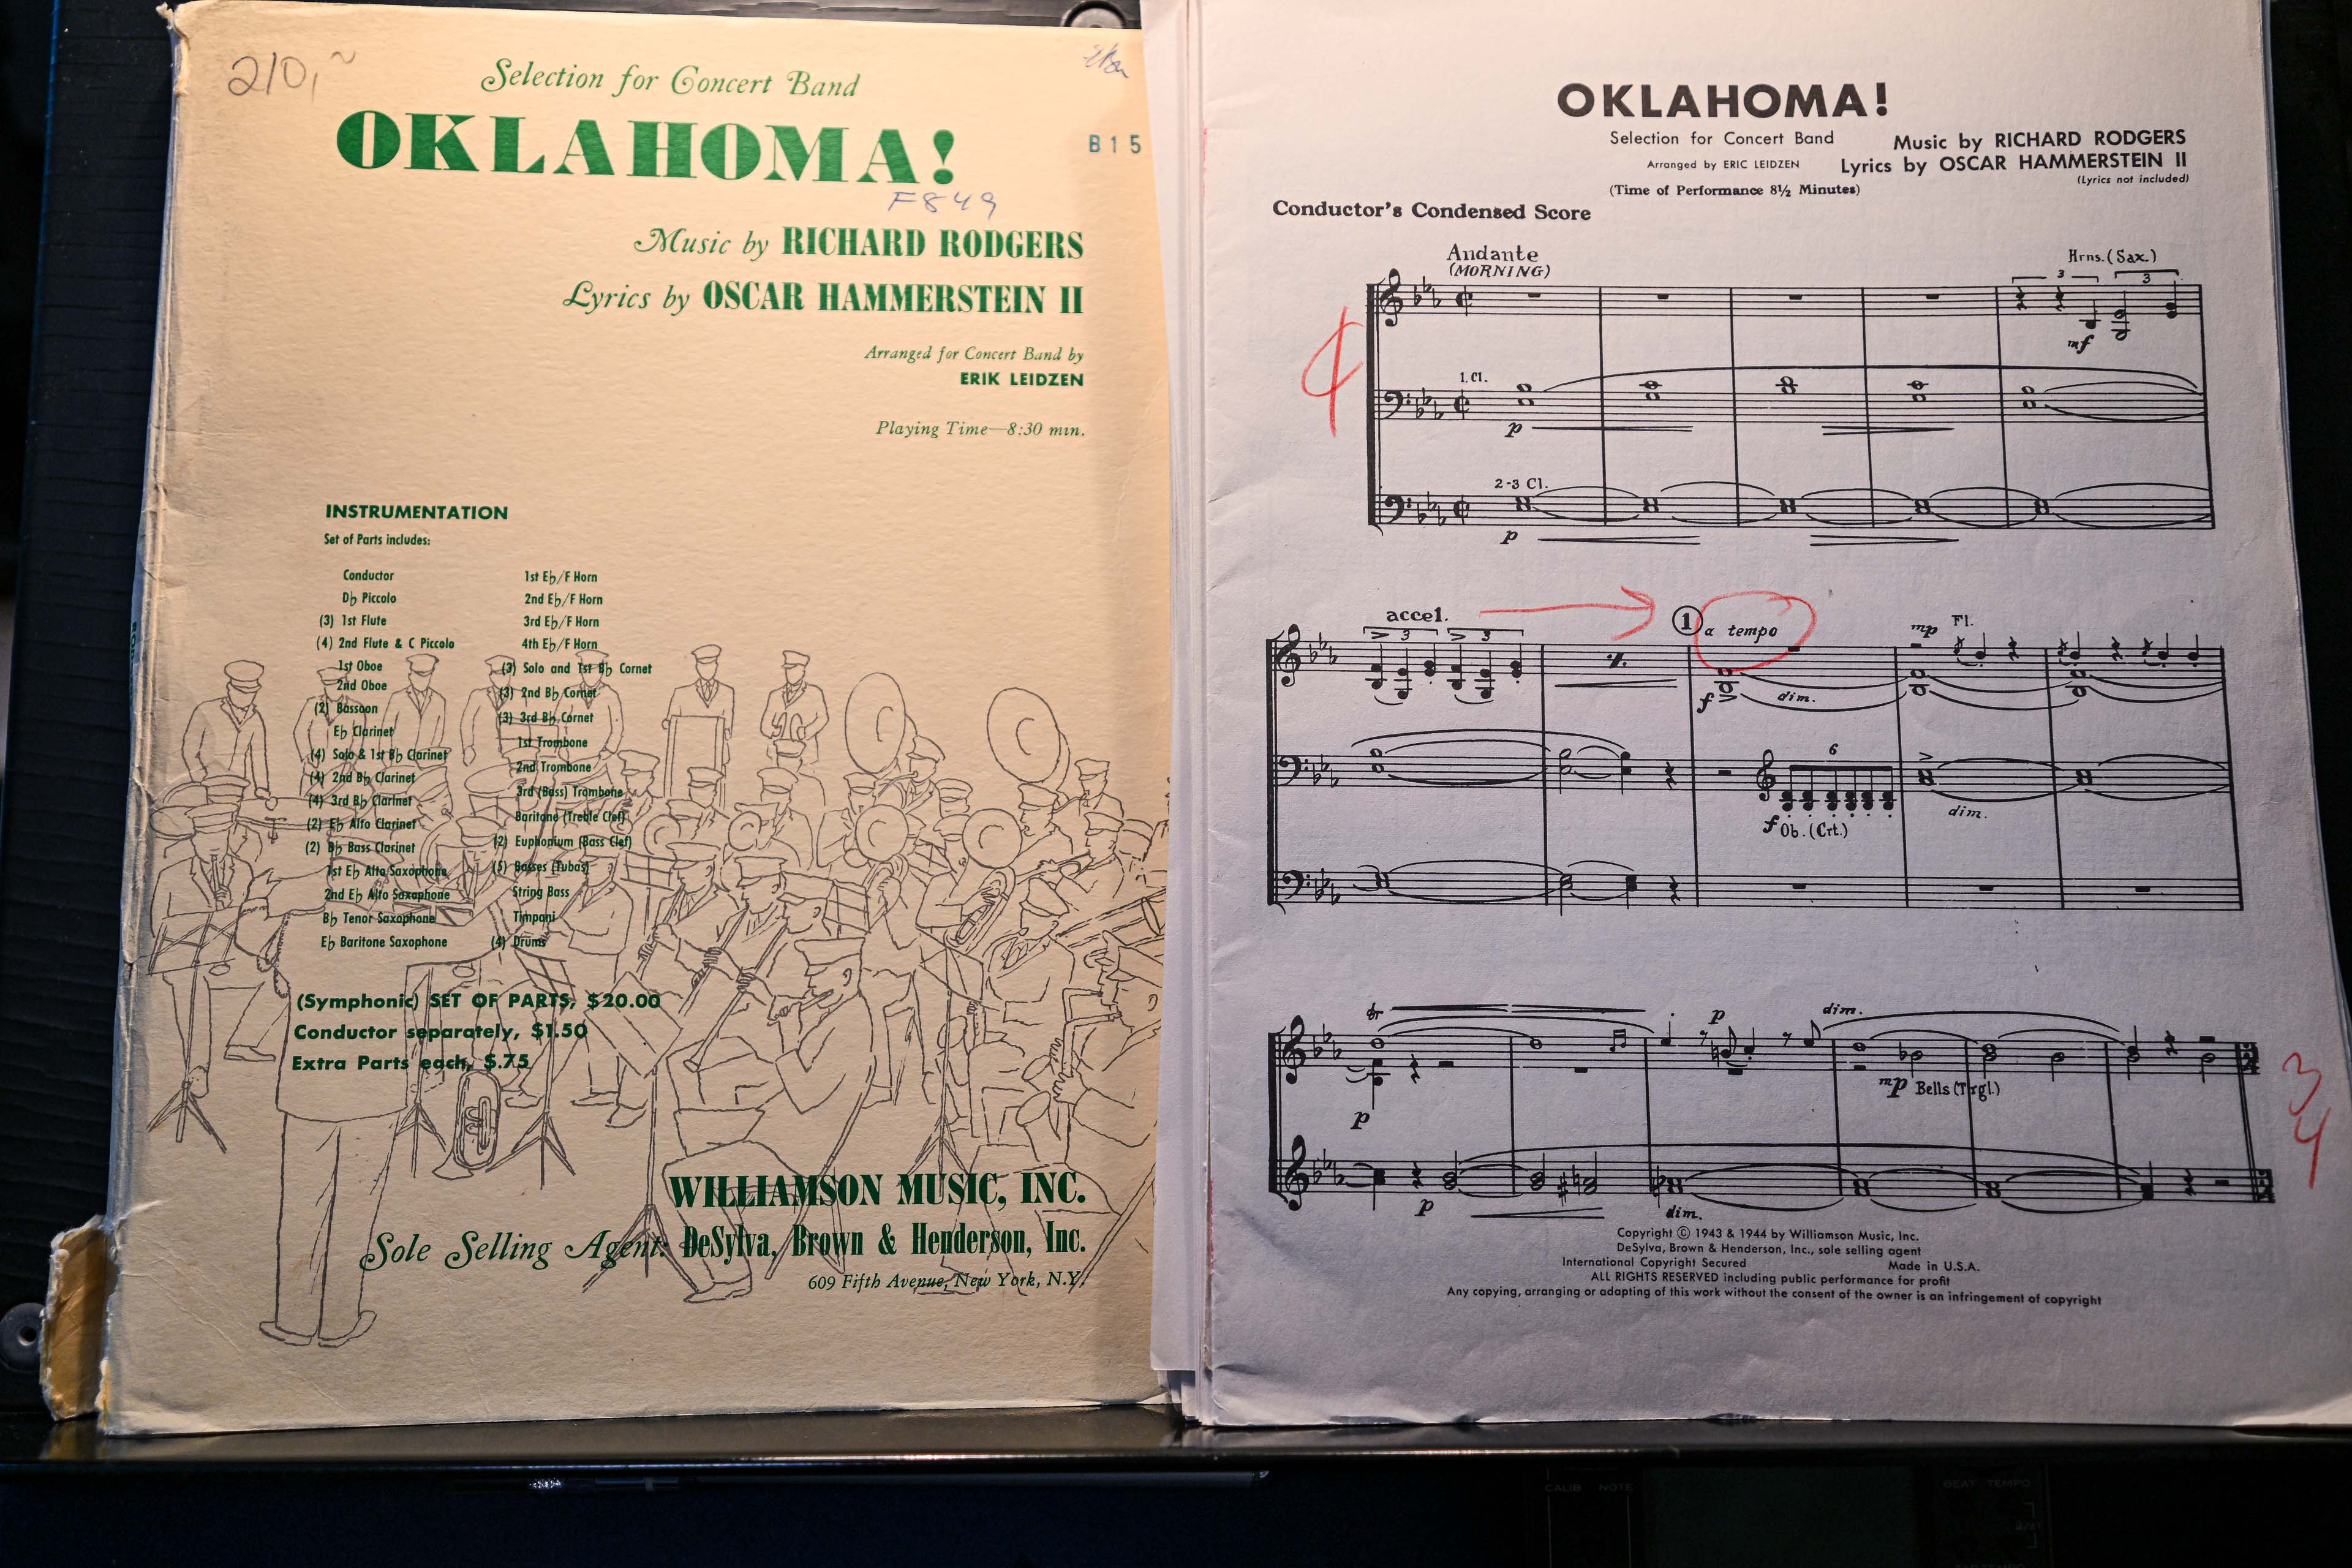 210,~
Selection for Concert Band
OKLAHOMA!
B15
F849
Music by RICHARD RODGERS
Lyrics by OSCAR HAMMERSTEIN II
Arranged for Concert Band by
ERIK LEIDZEN
Playing Time—8:30 min.
INSTRUMENTATION
Set of Parts includes:
Conductor
D♭ Piccolo
(3) 1st Flute
(4) 2nd Flute & C Piccolo
1st Oboe
2nd Oboe
(2) Bassoon
E♭ Clarinet
(4) Solo & 1st B♭ Clarinet
(4) 2nd B♭ Clarinet
(4) 3rd B♭ Clarinet
(2) E♭ Alto Clarinet
(2) B♭ Bass Clarinet
1st E♭ Alto Saxophone
2nd E♭ Alto Saxophone
B♭ Tenor Saxophone
E♭ Baritone Saxophone
1st E♭/F Horn
2nd E♭/F Horn
3rd E♭/F Horn
4th E♭/F Horn
(3) Solo and 1st B♭ Cornet
(3) 2nd B♭ Cornet
(3) 3rd B♭ Cornet
1st Trombone
2nd Trombone
3rd (Bass) Trombone
Baritone (Treble Clef)
(2) Euphonium (Bass Clef)
(5) Basses (Tubas)
String Bass
Timpani
(4) Drums
(Symphonic) SET OF PARTS, $20.00
Conductor separately, $1.50
Extra Parts each, $.75
WILLIAMSON MUSIC, INC.
Sole Selling Agent: DeSylva, Brown & Henderson, Inc.
609 Fifth Avenue, New York, N.Y.
OKLAHOMA!
Selection for Concert Band
Arranged by ERIC LEIDZEN
Music by RICHARD RODGERS
Lyrics by OSCAR HAMMERSTEIN II
(Lyrics not included)
(Time of Performance 8½ Minutes)
Conductor's Condensed Score
Andante
(MORNING)
Hrns. (Sax.)
3 3
mf
1. Cl.
p
2-3 Cl.
p
accel.
3 3
1 a tempo
mp Fl.
f dim.
6
f Ob. (Crt.)
dim.
tr
p
dim.
p
mp Bells (Trgl.)
3
4
p
dim.
Copyright © 1943 & 1944 by Williamson Music, Inc.
DeSylva, Brown & Henderson, Inc., sole selling agent
International Copyright Secured Made in U.S.A.
ALL RIGHTS RESERVED including public performance for profit
Any copying, arranging or adapting of this work without the consent of the owner is an infringement of copyright
CALIB NOTE
BEAT TEMPO